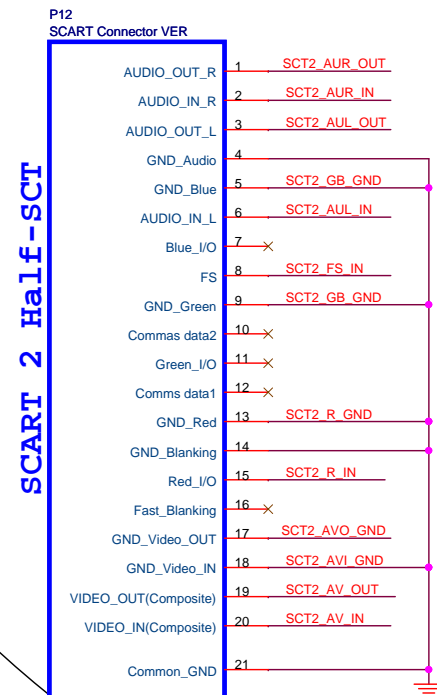 P12
SCART Connector VER
SCART 2 Half-SCT
AUDIO_OUT_R 1 SCT2_AUR_OUT
AUDIO_IN_R 2 SCT2_AUR_IN
AUDIO_OUT_L 3 SCT2_AUL_OUT
GND_Audio 4
GND_Blue 5 SCT2_GB_GND
AUDIO_IN_L 6 SCT2_AUL_IN
Blue_I/O 7
FS 8 SCT2_FS_IN
GND_Green 9 SCT2_GB_GND
Commas data2 10
Green_I/O 11
Comms data1 12
GND_Red 13 SCT2_R_GND
GND_Blanking 14
Red_I/O 15 SCT2_R_IN
Fast_Blanking 16
GND_Video_OUT 17 SCT2_AVO_GND
GND_Video_IN 18 SCT2_AVI_GND
VIDEO_OUT(Composite) 19 SCT2_AV_OUT
VIDEO_IN(Composite) 20 SCT2_AV_IN
Common_GND 21